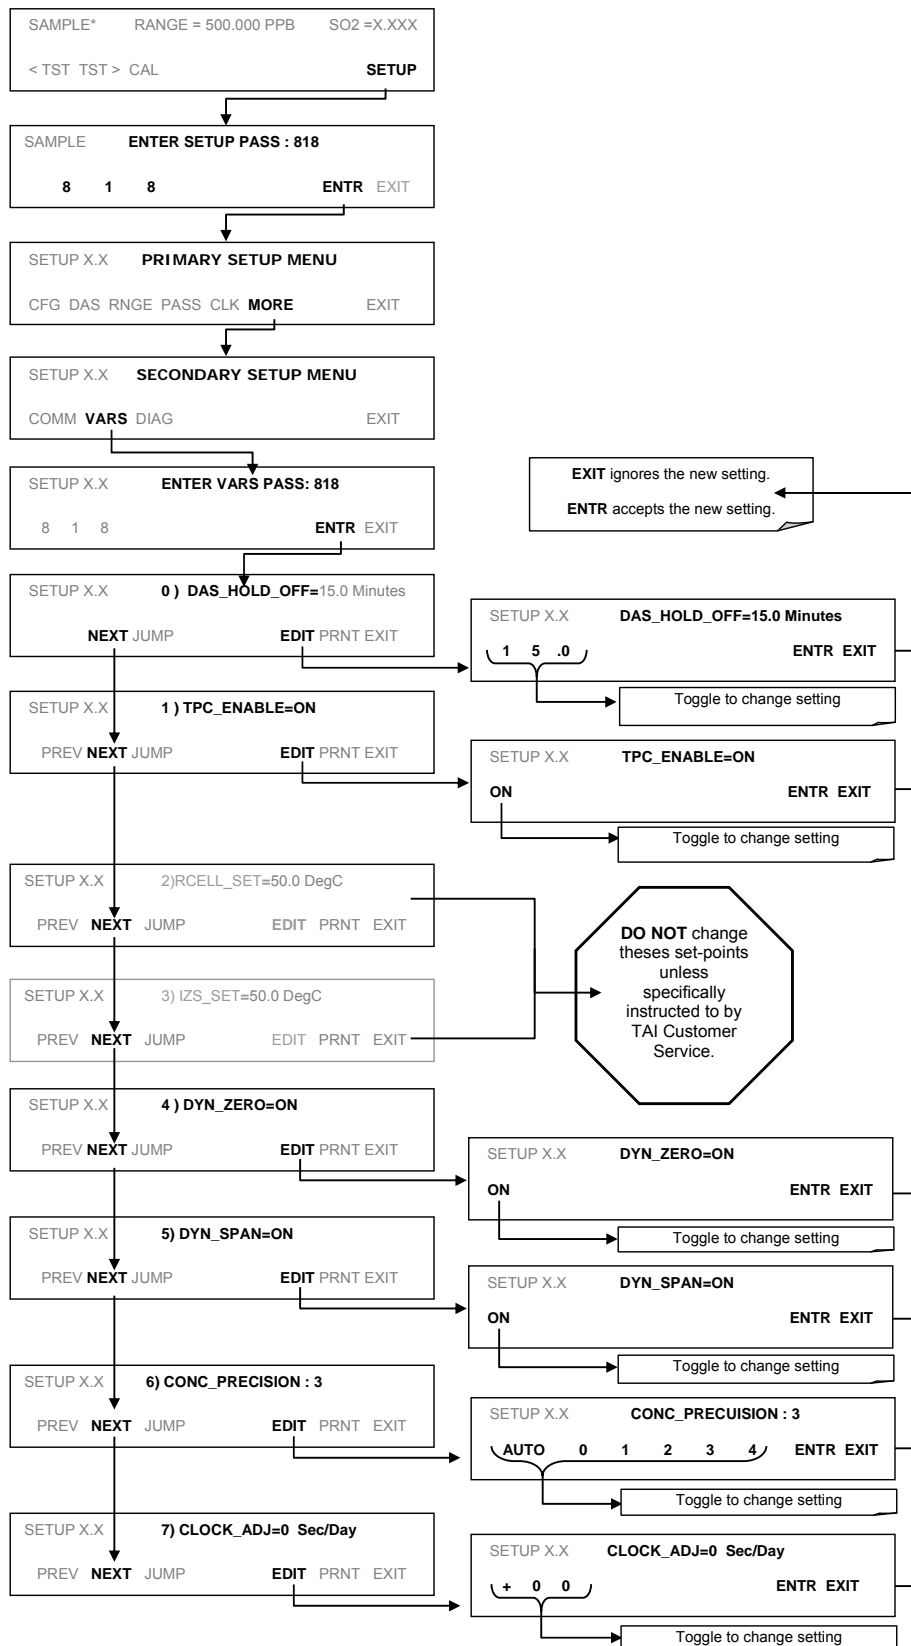 SAMPLE* RANGE = 500.000 PPB SO2 =X.XXX
< TST TST > CAL SETUP
SAMPLE ENTER SETUP PASS : 818
8 1 8 ENTR EXIT
SETUP X.X PRIMARY SETUP MENU
CFG DAS RNGE PASS CLK MORE EXIT
SETUP X.X SECONDARY SETUP MENU
COMM VARS DIAG EXIT
SETUP X.X ENTER VARS PASS: 818
8 1 8 ENTR EXIT
EXIT ignores the new setting.
ENTR accepts the new setting.
SETUP X.X 0 ) DAS_HOLD_OFF=15.0 Minutes
NEXT JUMP EDIT PRNT EXIT
SETUP X.X DAS_HOLD_OFF=15.0 Minutes
1 5 .0 ENTR EXIT
Toggle to change setting
SETUP X.X 1 ) TPC_ENABLE=ON
PREV NEXT JUMP EDIT PRNT EXIT
SETUP X.X TPC_ENABLE=ON
ON ENTR EXIT
Toggle to change setting
SETUP X.X 2)RCELL_SET=50.0 DegC
PREV NEXT JUMP EDIT PRNT EXIT
SETUP X.X 3) IZS_SET=50.0 DegC
PREV NEXT JUMP EDIT PRNT EXIT
DO NOT change
theses set-points
unless
specifically
instructed to by
TAI Customer
Service.
SETUP X.X 4 ) DYN_ZERO=ON
PREV NEXT JUMP EDIT PRNT EXIT
SETUP X.X DYN_ZERO=ON
ON ENTR EXIT
Toggle to change setting
SETUP X.X 5) DYN_SPAN=ON
PREV NEXT JUMP EDIT PRNT EXIT
SETUP X.X DYN_SPAN=ON
ON ENTR EXIT
Toggle to change setting
SETUP X.X 6) CONC_PRECISION : 3
PREV NEXT JUMP EDIT PRNT EXIT
SETUP X.X CONC_PRECUISION : 3
AUTO 0 1 2 3 4 ENTR EXIT
Toggle to change setting
SETUP X.X 7) CLOCK_ADJ=0 Sec/Day
PREV NEXT JUMP EDIT PRNT EXIT
SETUP X.X CLOCK_ADJ=0 Sec/Day
+ 0 0 ENTR EXIT
Toggle to change setting